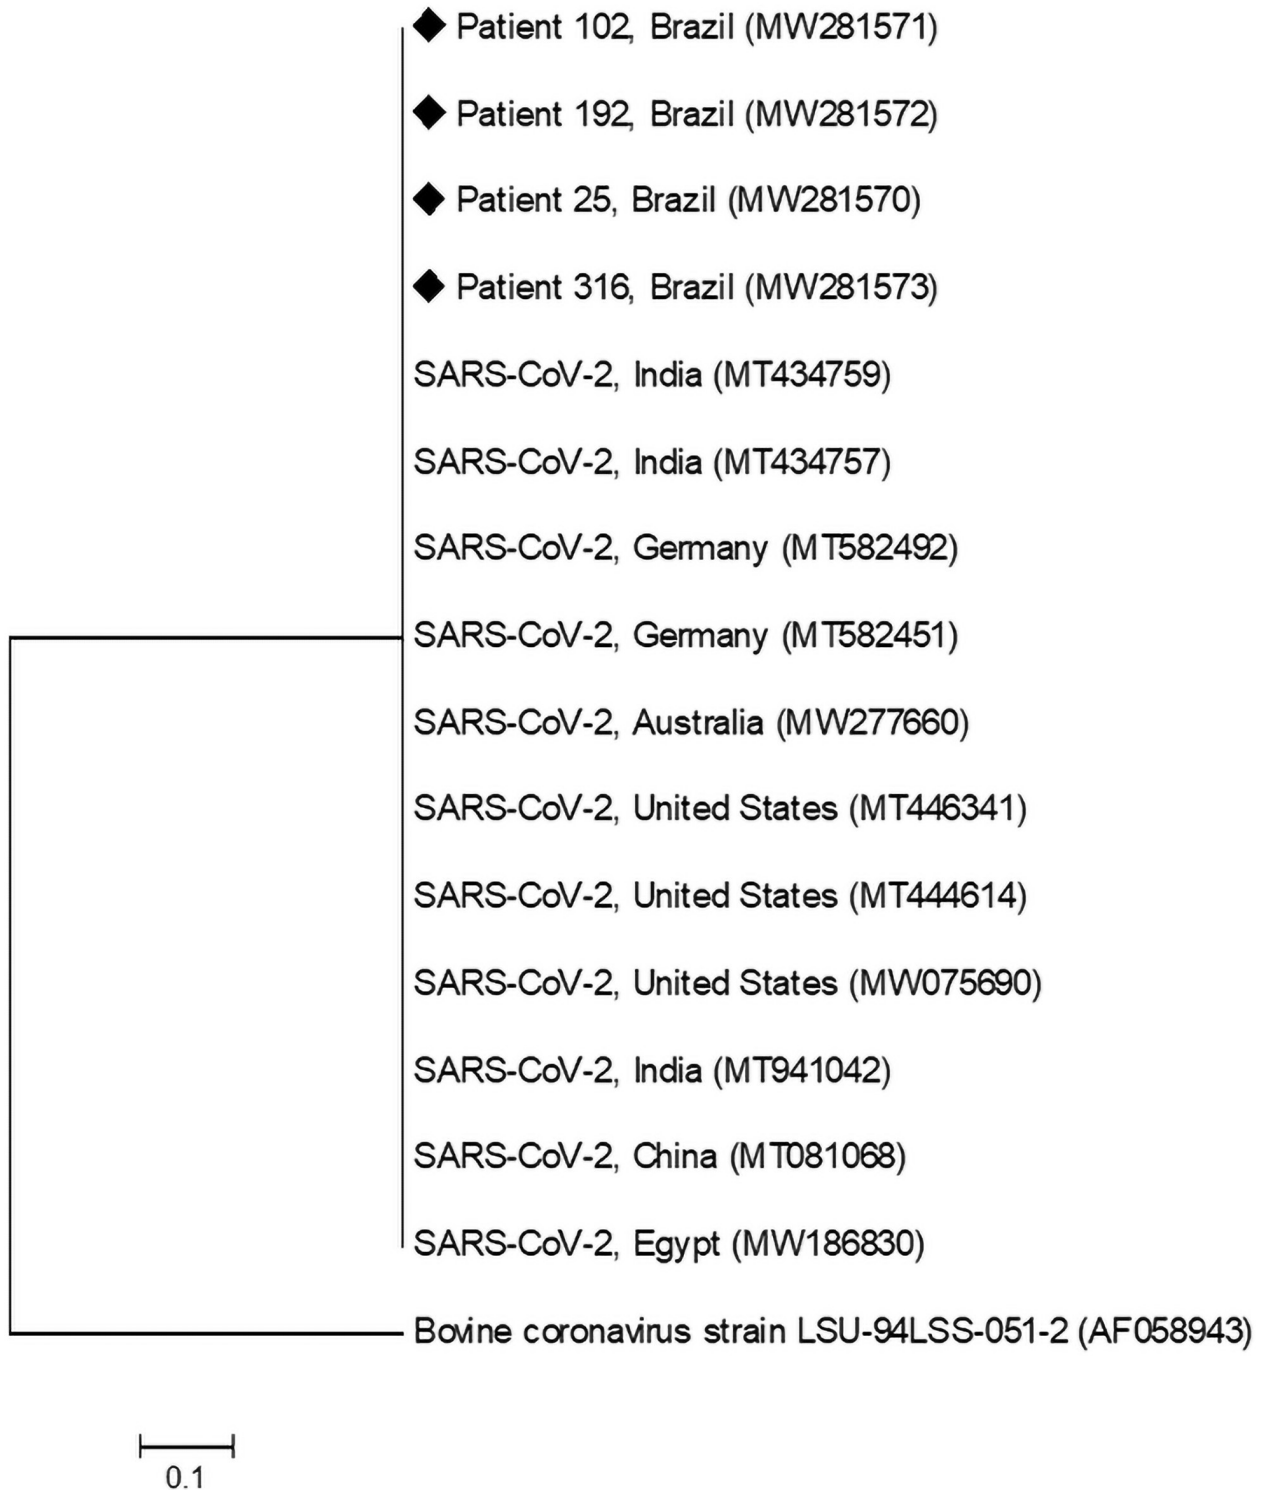 Patient 102, Brazil (MW281571)
Patient 192, Brazil (MW281572)
Patient 25, Brazil (MW281570)
Patient 316, Brazil (MW281573)
SARS-CoV-2, India (MT434759)
SARS-CoV-2, India (MT434757)
SARS-CoV-2, Germany (MT582492)
SARS-CoV-2, Germany (MT582451)
SARS-CoV-2, Australia (MW277660)
SARS-CoV-2, United States (MT446341)
SARS-CoV-2, United States (MT444614)
SARS-CoV-2, United States (MW075690)
SARS-CoV-2, India (MT941042)
SARS-CoV-2, China (MT081068)
SARS-CoV-2, Egypt (MW186830)
Bovine coronavirus strain LSU-94LSS-051-2 (AF058943)
0.1